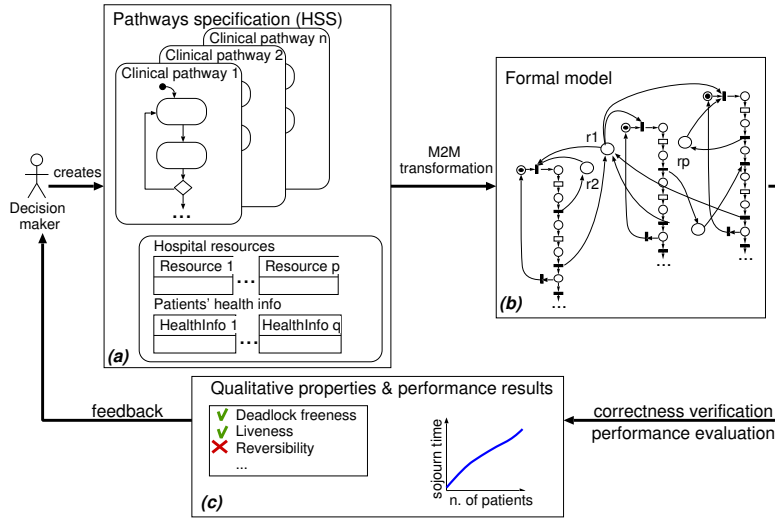 Pathways specification (HSS)
Clinical pathway n
Clinical pathway 2
Clinical pathway 1
...
Hospital resources
Resource 1 ... Resource p
Patients' health info
HealthInfo 1 ... HealthInfo q
(a)
creates
Decision
maker
M2M
transformation
Formal model
r1
r2
rp
...
...
...
(b)
correctness verification
performance evaluation
Qualitative properties & performance results
Deadlock freeness
Liveness
Reversibility
...
sojourn time
n. of patients
(c)
feedback